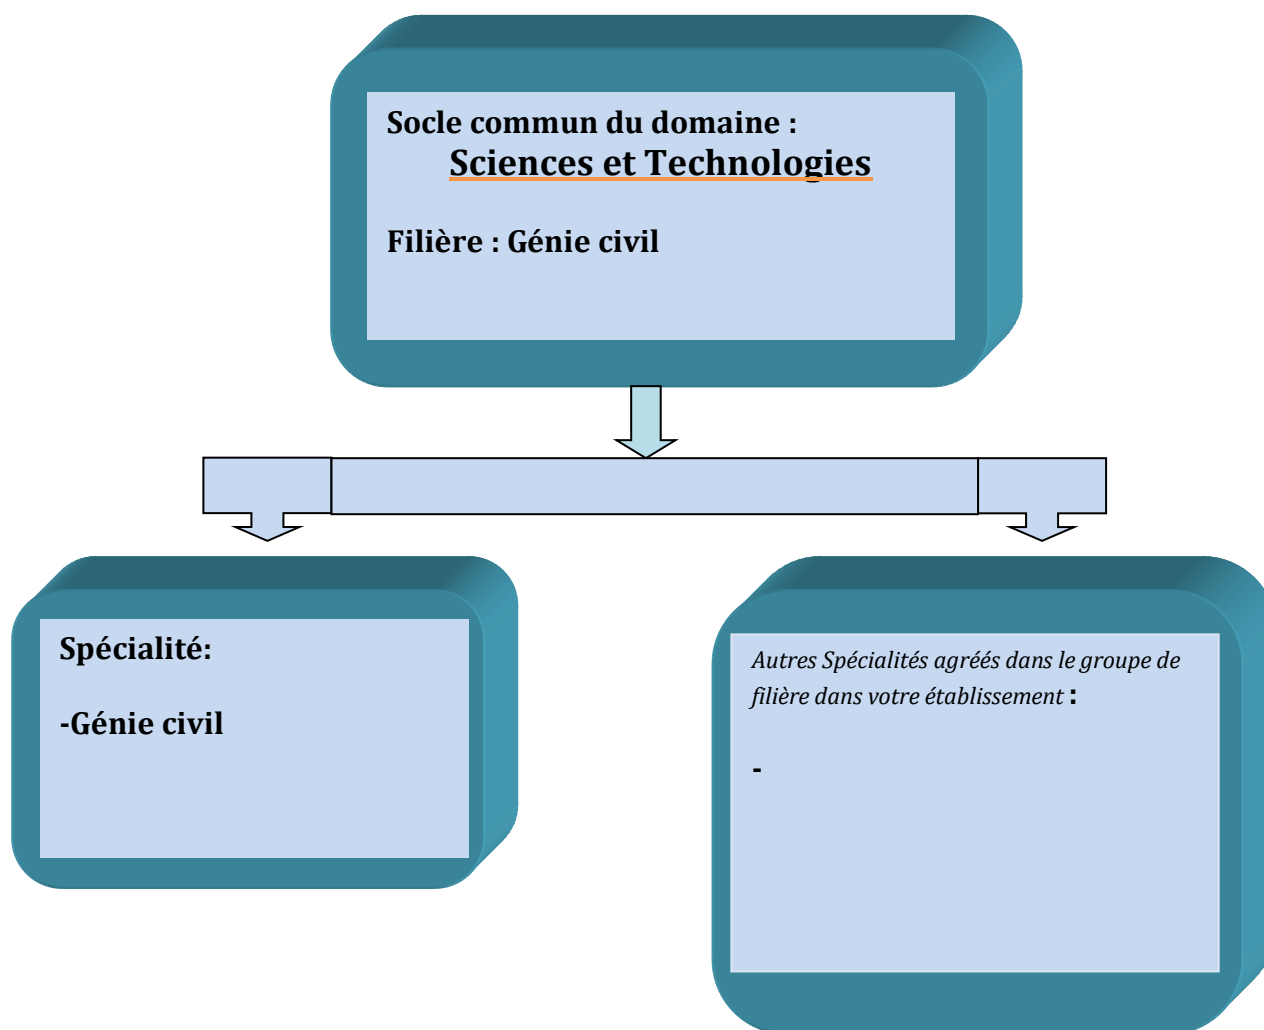 Socle commun du domaine :
Sciences et Technologies
Filière : Génie civil
Spécialité:
-Génie civil
Autres Spécialités agréés dans le groupe de
filière dans votre établissement :
-